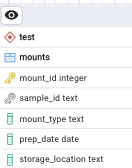 test
mounts
mount_id integer
sample_id text
mount_type text
prep_date date
storage_location text